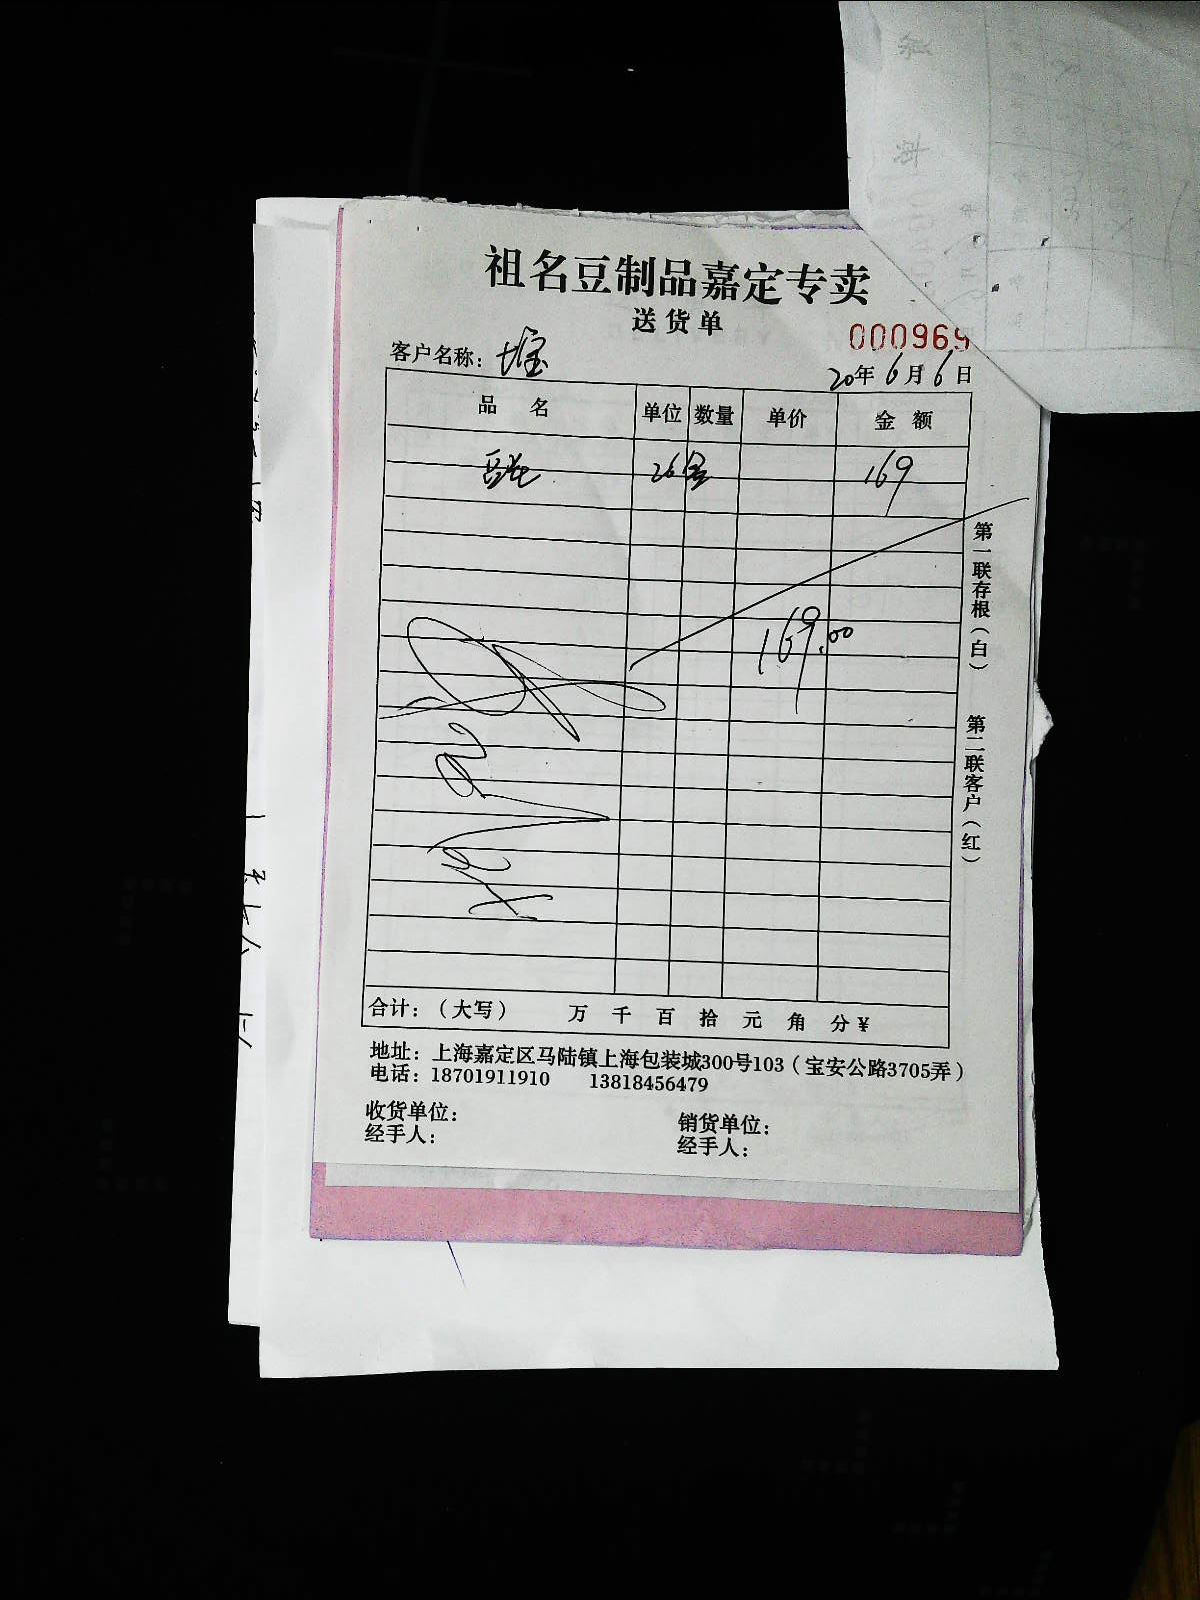 祖名豆制品嘉定专卖
送货单
000969
客户名称：
20年6月6日
品 名 单位 数量 单价 金 额
26 169
169.00
合计：（大写） 万 千 百 拾 元 角 分¥
地址：上海嘉定区马陆镇上海包装城300号103（宝安公路3705弄）
电话：18701911910 13818456479
收货单位： 销货单位：
经手人： 经手人：
第一联存根（白） 第二联客户（红）